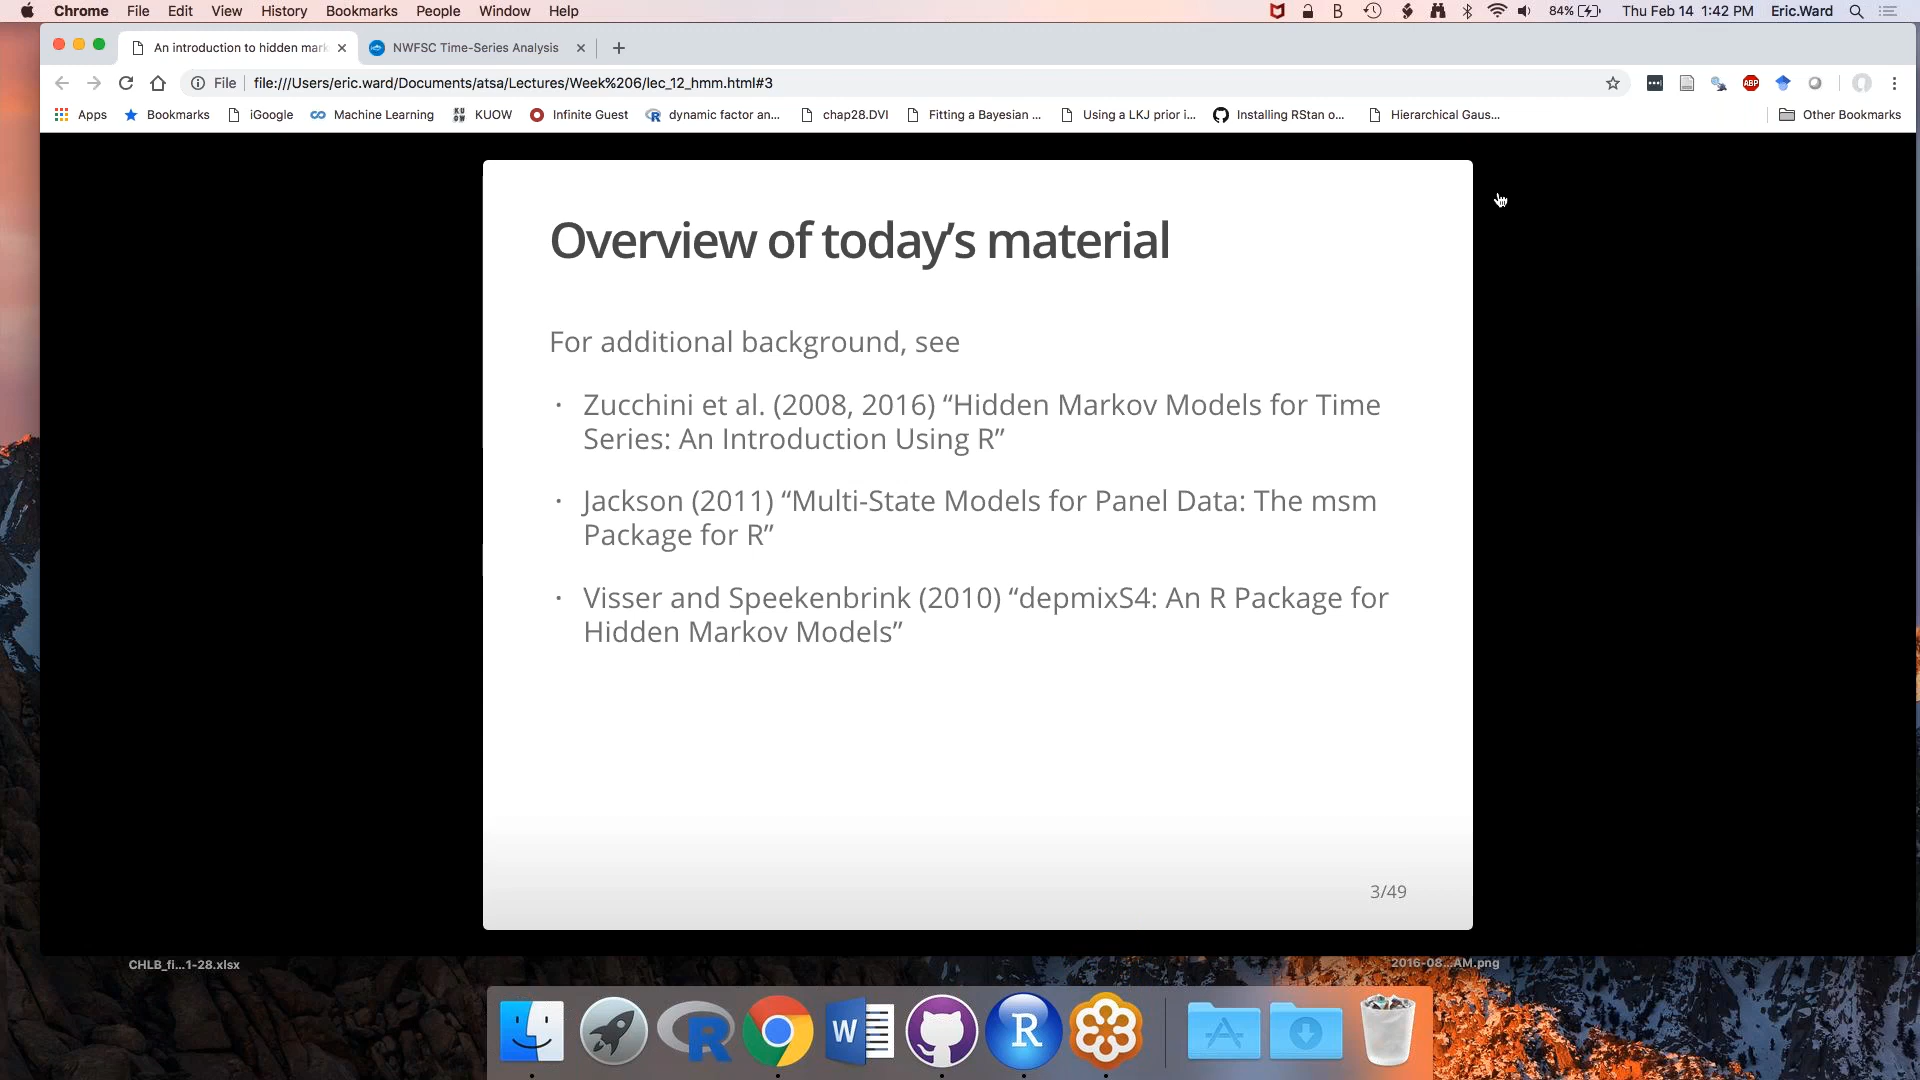 Chrome File Edit View History Bookmarks People Window Help 84% Thu Feb 14 1:42 PM Eric.Ward
An introduction to hidden mark NWFSC Time-Series Analysis
File file:///Users/eric.ward/Documents/atsa/Lectures/Week%206/lec_12_hmm.html#3 ABP
Apps Bookmarks iGoogle Machine Learning KUOW KUOW Infinite Guest dynamic factor an... chap28.DVI Fitting a Bayesian ... Using a LKJ prior i... Installing RStan o... Hierarchical Gaus... Other Bookmarks
Overview of today’s material
For additional background, see
· Zucchini et al. (2008, 2016) “Hidden Markov Models for Time
Series: An Introduction Using R”
· Jackson (2011) “Multi-State Models for Panel Data: The msm
Package for R”
· Visser and Speekenbrink (2010) “depmixS4: An R Package for
Hidden Markov Models”
3/49
CHLB_fi...1-28.xlsx 2016-08...AM.png
R W R